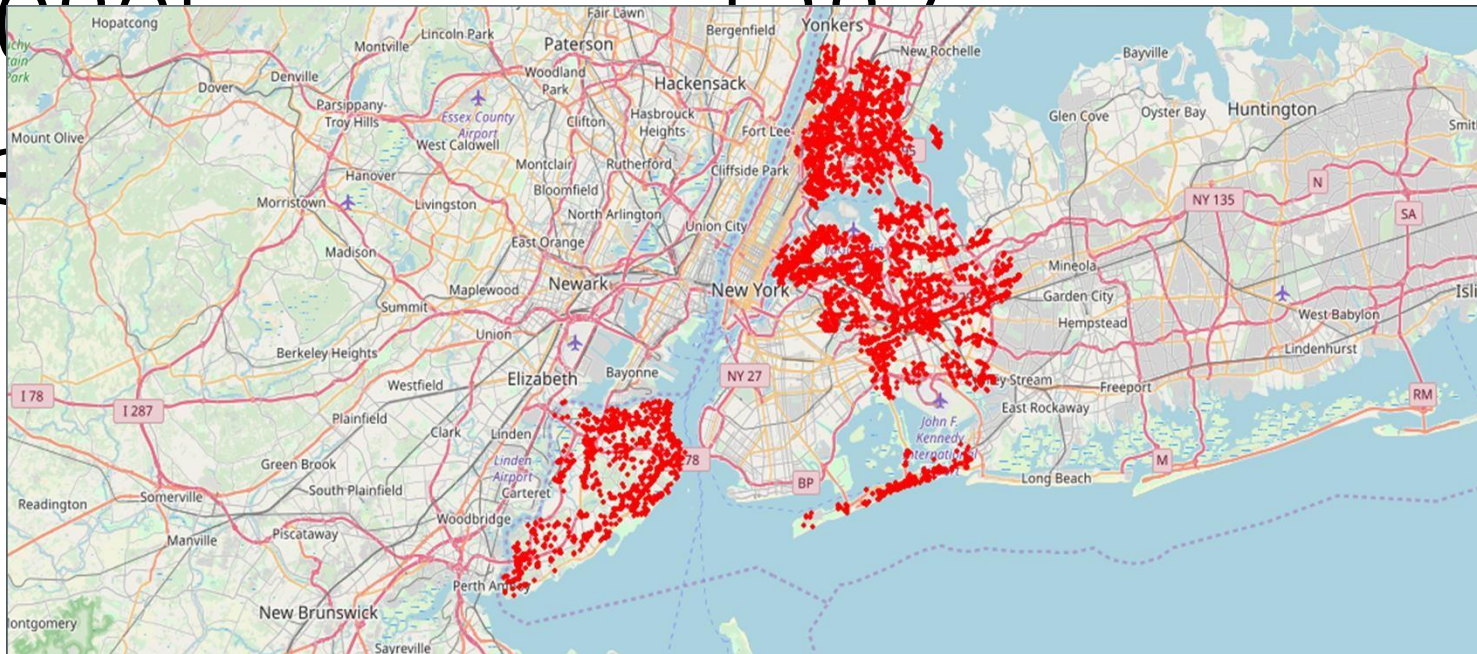 Hopatcong
Lincoln Park
Fair Lawn
Bergenfield
Yonkers
Montville
Paterson
New Rochelle
Bayville
Denville
Dover
Woodland
Park
Hackensack
Parsippany-
Troy Hills
Essex County
Airport
Clifton
Hasbrouck
Heights
Fort Lee
Glen Cove
Oyster Bay
Huntington
Mount Olive
West Caldwell
Montclair
Rutherford
Cliffside Park
Hanover
Bloomfield
N
Morristown
Livingston
North Arlington
Union City
NY 135
SA
Madison
East Orange
Mineola
Maplewood
Newark
New York
Garden City
Summit
Union
Hempstead
West Babylon
Berkeley Heights
Lindenhurst
Westfield
Elizabeth
Bayonne
NY 27
Freeport
I 78
I 287
RM
East Rockaway
Plainfield
Clark
Linden
John F.
Kennedy
78
M
Green Brook
Linden
Airport
BP
Long Beach
Somerville
South Plainfield
Carteret
Readington
Woodbridge
Manville
Piscataway
New Brunswick
Sayreville